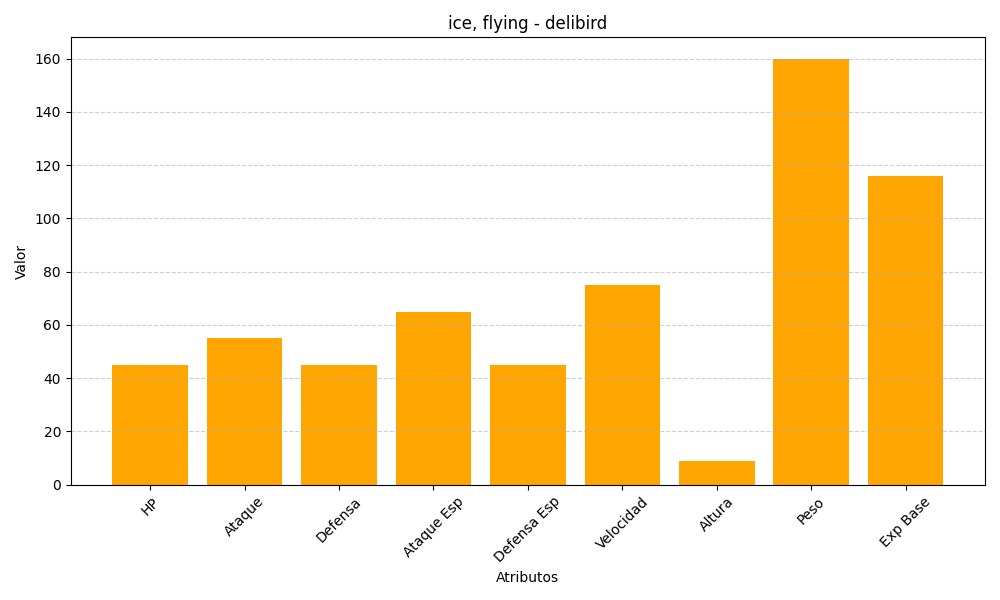 ice, flying - delibird
Valor
160
140
120
100
80
60
40
20
0
HP
Ataque
Defensa
Ataque Esp
Defensa Esp
Velocidad
Altura
Peso
Exp Base
Atributos